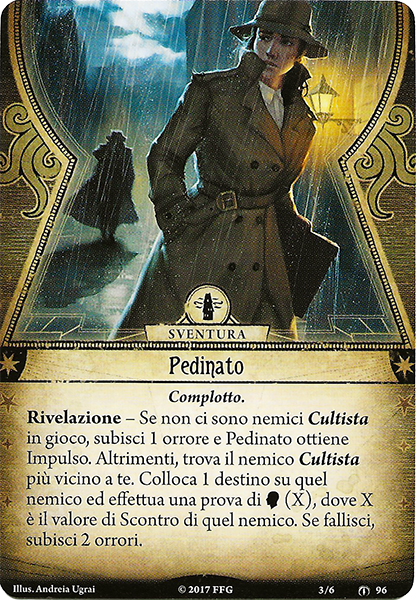 SVENTURA
Pedinato
Complotto.
Rivelazione – Se non ci sono nemici Cultista
in gioco, subisci 1 orrore e Pedinato ottiene
Impulso. Altrimenti, trova il nemico Cultista
più vicino a te. Colloca 1 destino su quel
nemico ed effettua una prova di (X), dove X
è il valore di Scontro di quel nemico. Se fallisci,
subisci 2 orrori.
Illus. Andreia Ugrai © 2017 FFG 3/6 96